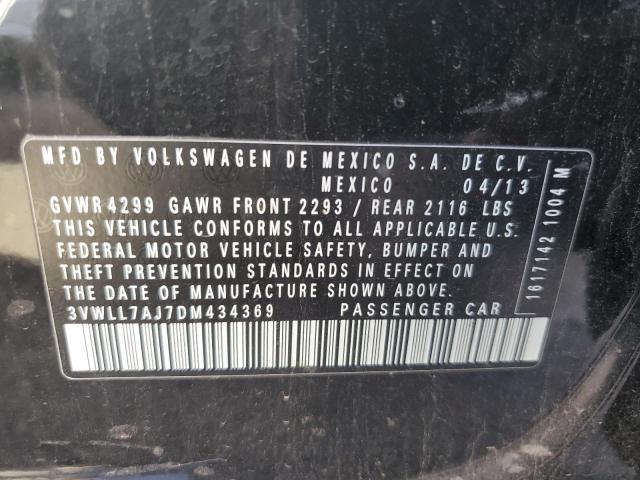 MFD BY VOLKSWAGEN DE MEXICO S.A. DE C.V.
MEXICO 04/13
GVWR 4299 GAWR FRONT 2293 / REAR 2116 LBS
THIS VEHICLE CONFORMS TO ALL APPLICABLE U.S.
FEDERAL MOTOR VEHICLE SAFETY, BUMPER AND
THEFT PREVENTION STANDARDS IN EFFECT ON
THE DATE OF MANUFACTURE SHOWN ABOVE.
3VWLL7AJ7DM434369 PASSENGER CAR
1617142 1004 M